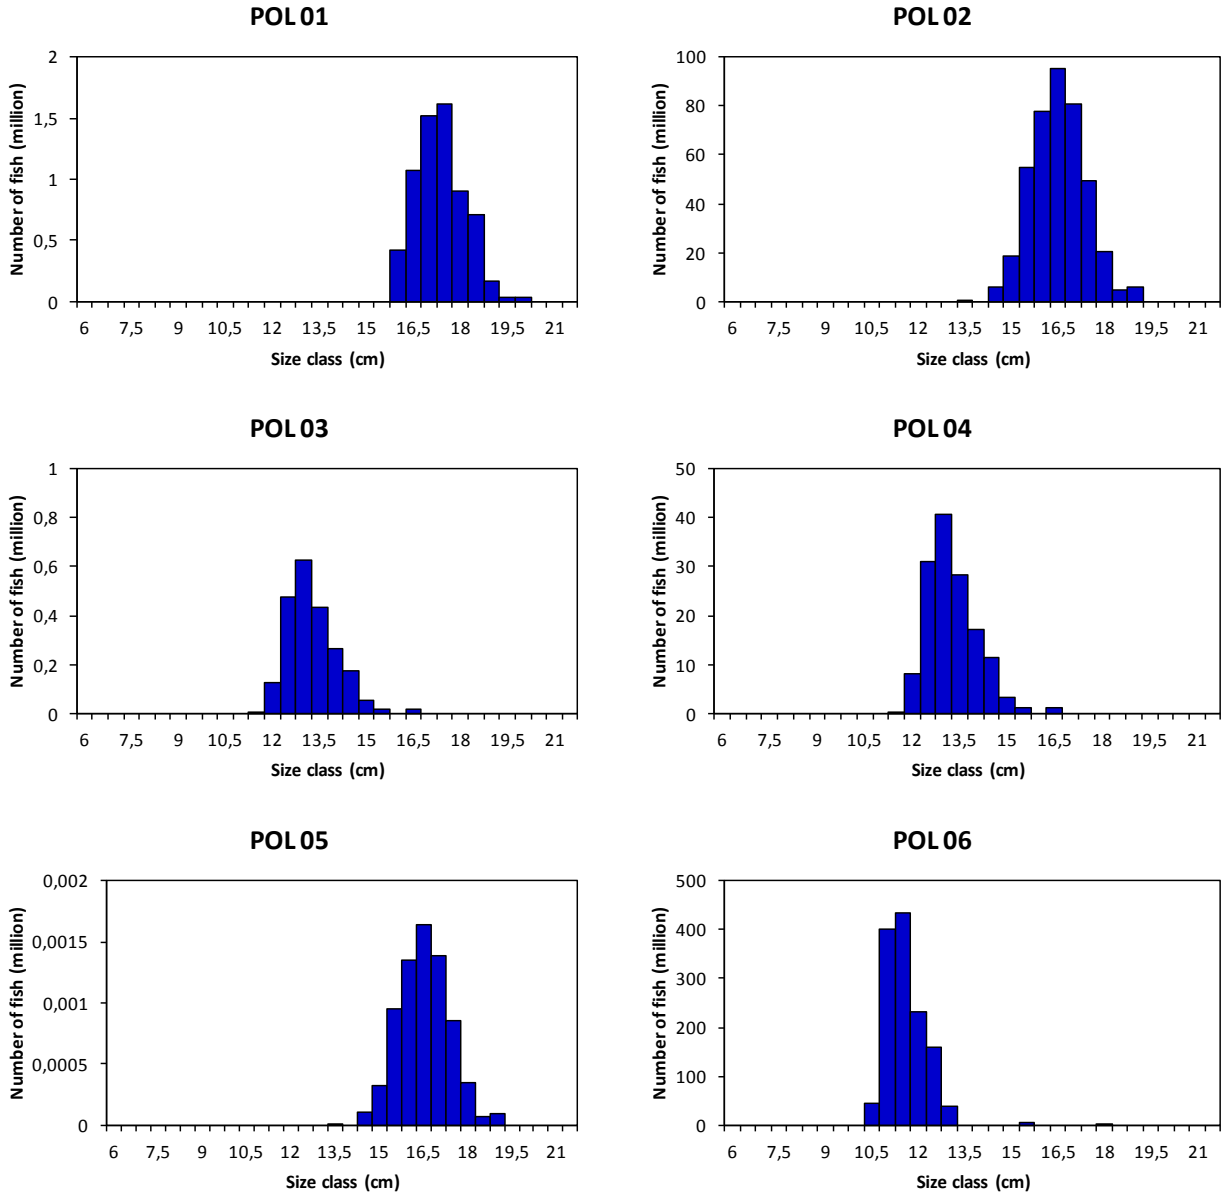 POL 01
Number of fish (million)
2
1,5
1
0,5
0
6 7,5 9 10,5 12 13,5 15 16,5 18 19,5 21
Size class (cm)
POL 02
Number of fish (million)
100
80
60
40
20
0
6 7,5 9 10,5 12 13,5 15 16,5 18 19,5 21
Size class (cm)
POL 03
Number of fish (million)
1
0,8
0,6
0,4
0,2
0
6 7,5 9 10,5 12 13,5 15 16,5 18 19,5 21
Size class (cm)
POL 04
Number of fish (million)
50
40
30
20
10
0
6 7,5 9 10,5 12 13,5 15 16,5 18 19,5 21
Size class (cm)
POL 05
Number of fish (million)
0,002
0,0015
0,001
0,0005
0
6 7,5 9 10,5 12 13,5 15 16,5 18 19,5 21
Size class (cm)
POL 06
Number of fish (million)
500
400
300
200
100
0
6 7,5 9 10,5 12 13,5 15 16,5 18 19,5 21
Size class (cm)